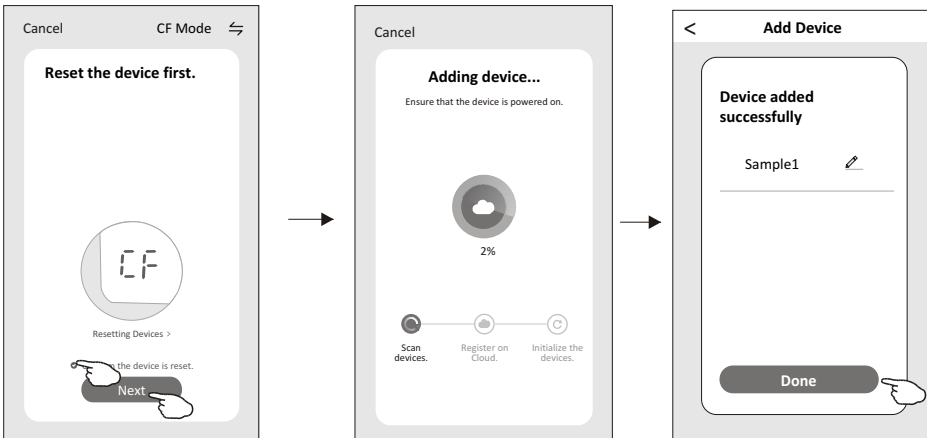 Cancel
CF Mode
Reset the device first.
CF
Resetting Devices >
the device is reset.
Next
Cancel
Adding device...
Ensure that the device is powered on.
2%
Scan
devices.
Register on
Cloud.
Initialize the
devices.
< Add Device
Device added
successfully
Sample1
Done